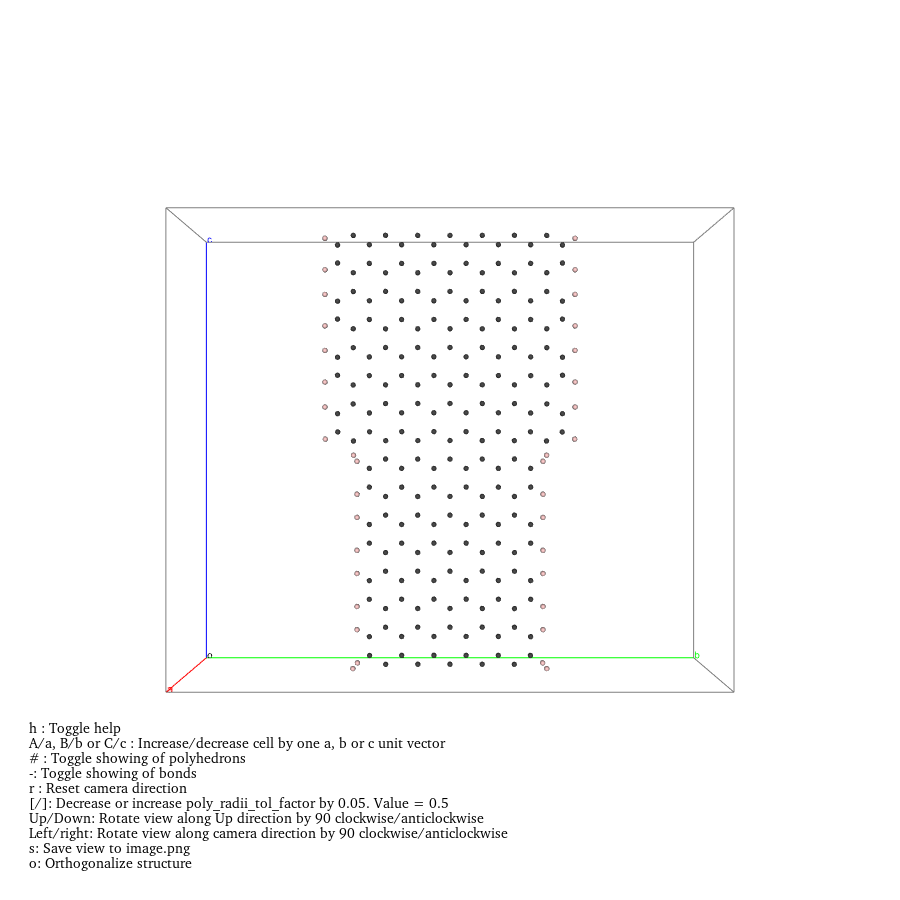 c
o
b
a
h : Toggle help
A/a, B/b or C/c : Increase/decrease cell by one a, b or c unit vector
# : Toggle showing of polyhedrons
-: Toggle showing of bonds
r : Reset camera direction
[/]: Decrease or increase poly_radii_tol_factor by 0.05. Value = 0.5
Up/Down: Rotate view along Up direction by 90 clockwise/anticlockwise
Left/right: Rotate view along camera direction by 90 clockwise/anticlockwise
s: Save view to image.png
o: Orthogonalize structure